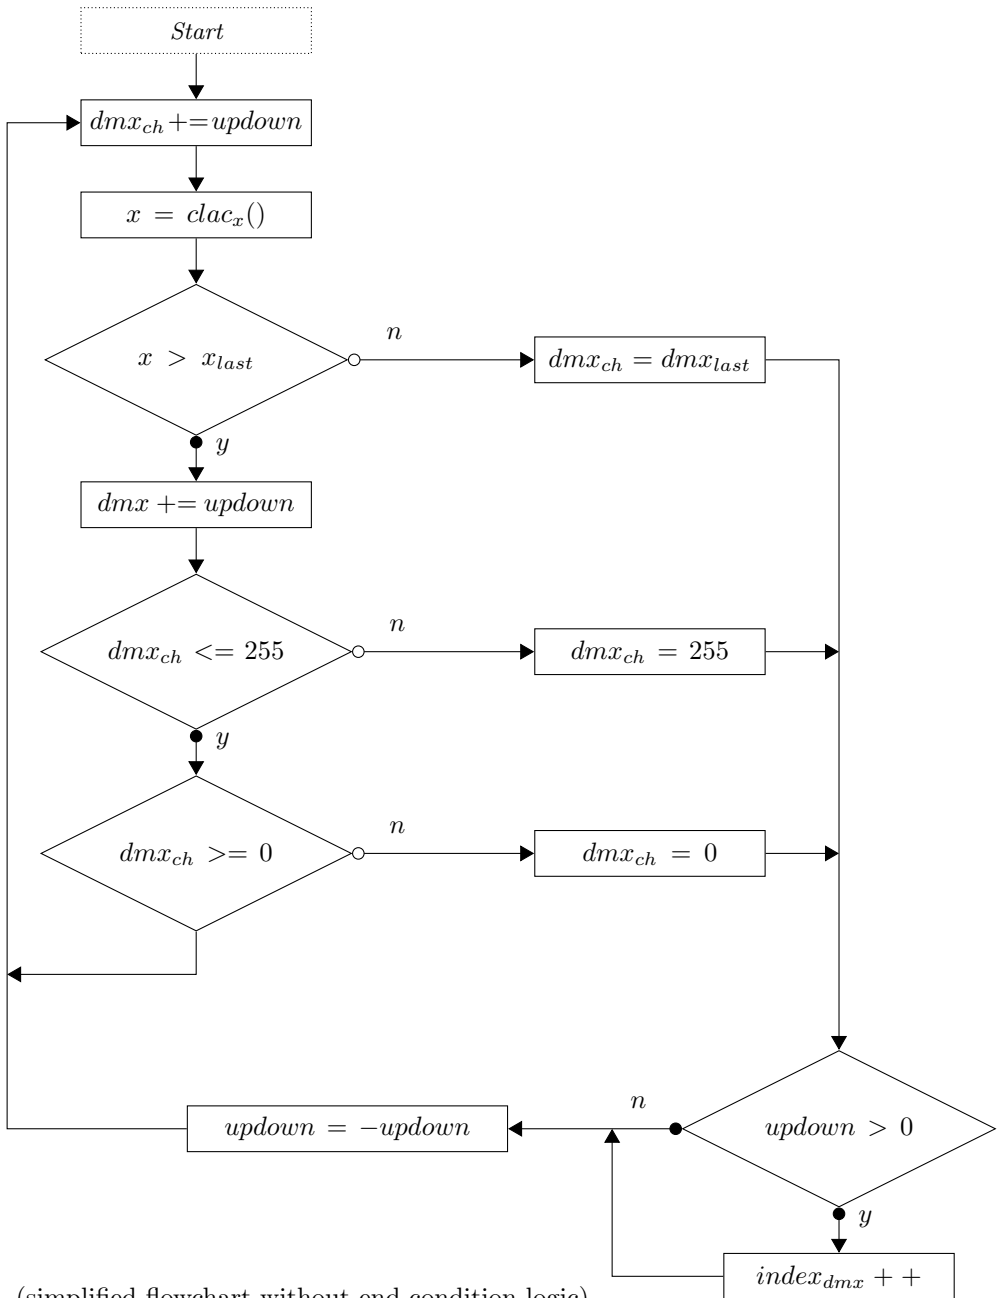 Start
dmx_ch += updown
x = clac_x()
n
x > x_last
dmx_ch = dmx_last
y
dmx += updown
n
dmx_ch <= 255
dmx_ch = 255
y
n
dmx_ch >= 0
dmx_ch = 0
n
updown = −updown
updown > 0
y
index_dmx + +
(simplified flowchart without end condition logic)